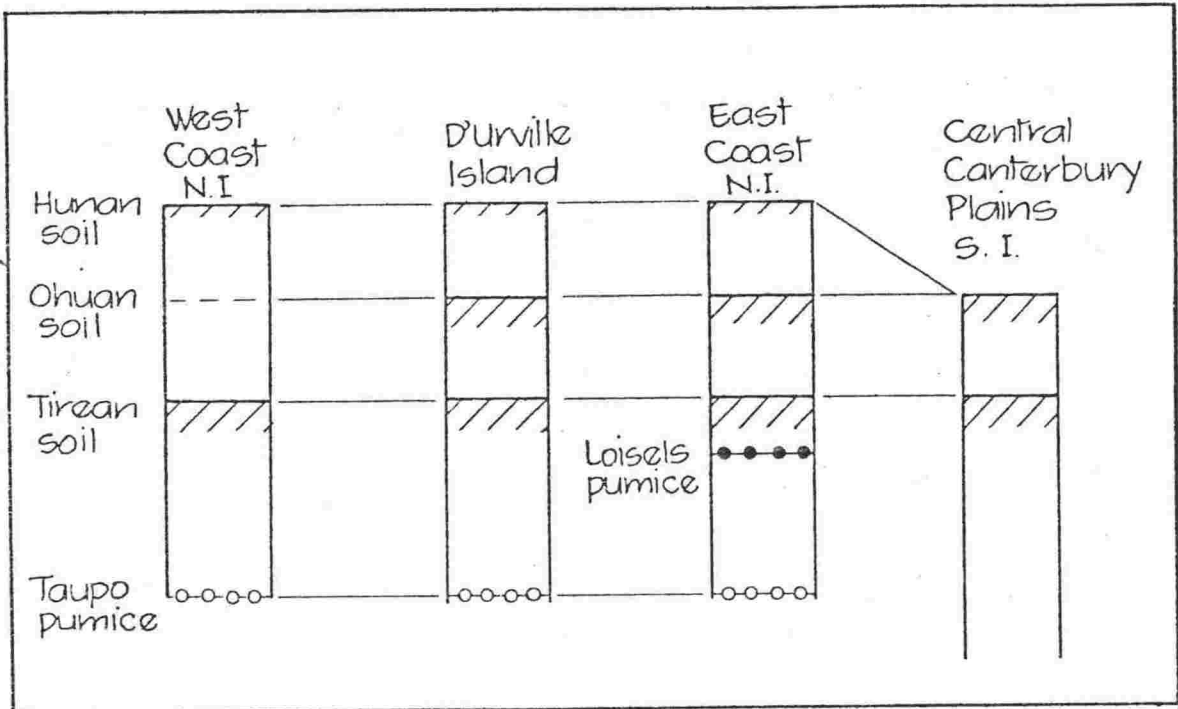 West
Coast
N.I
D'Urville
Island
East
Coast
N.I.
Central
Canterbury
Plains
S. I.
Hunan
soil
Ohuan
soil
Tirean
soil
Loisels
pumice
Taupo
pumice